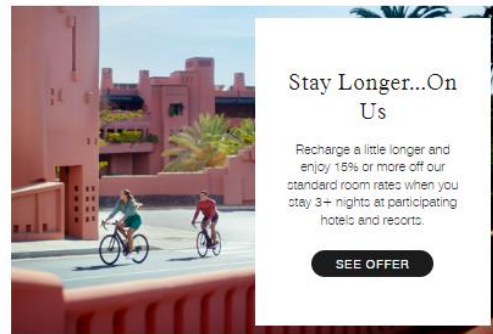 Stay Longer...On
Us
Recharge a little longer and
enjoy 15% or more off our
standard room rates when you
stay 3+ nights at participating
hotels and resorts.
SEE OFFER